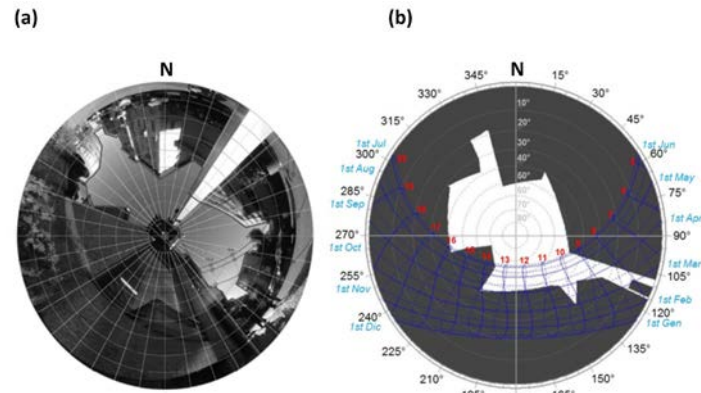 (a)
(b)
N
N
345°
15°
330°
30°
315°
45°
1st Jul
300°
1st Aug
285°
1st Sep
270°
1st Oct
255°
1st Nov
240°
1st Dic
225°
210°
1st Jun
60°
1st May
75°
1st Apr
90°
1st Mar
105°
1st Feb
120°
1st Gen
135°
150°
10°
20°
30°
40°
50°
60°
70°
80°
16
13
12
11
10